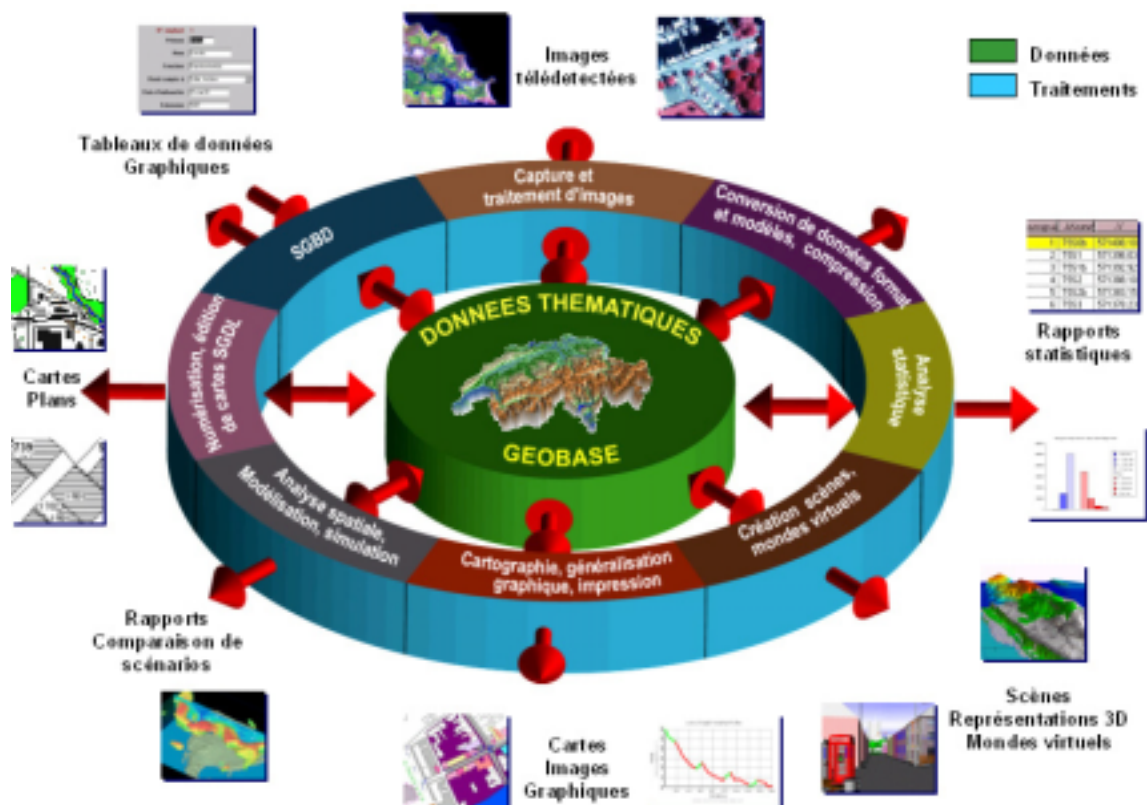 Images
télédetectées
Données
Traitements
Tableaux de données
Graphiques
Capture et
traitement d'images
SGBD
Conversion de données format
et modèles, compression
Numérisation, édition
de cartes SGDL
Analyse
statistique
DONNEES THEMATIQUES
GEOBASE
Cartes
Plans
Rapports
statistiques
Analyse spatiale,
Modélisation, simulation
Création scènes,
mondes virtuels
Cartographie, généralisation
graphique, impression
Rapports
Comparaison de
scénarios
Cartes
Images
Graphiques
Scènes
Représentations 3D
Mondes virtuels